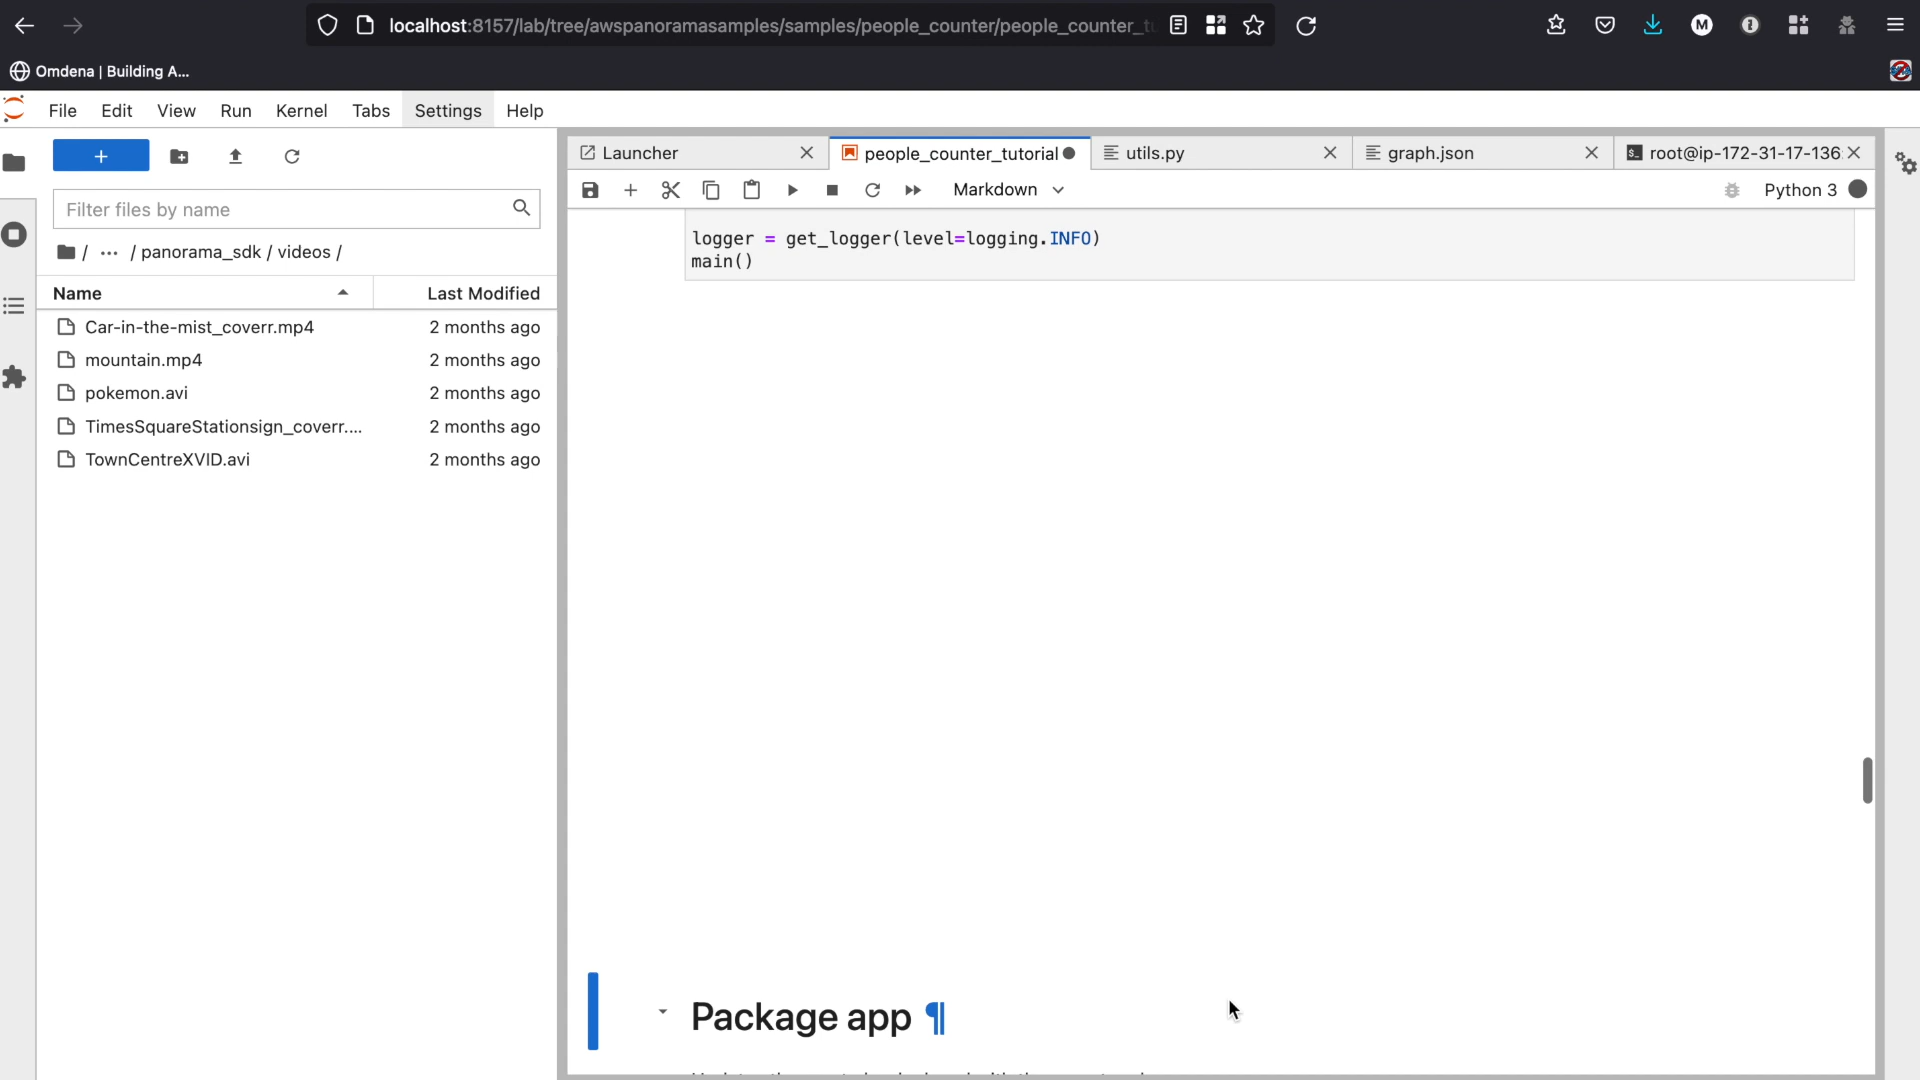 localhost:8157/lab/tree/awspanoramasamples/samples/people_counter/people_counter_t
M
Omdena | Building A...
File Edit View Run Kernel Tabs Settings Help
+
Launcher
people_counter_tutorial
utils.py
graph.json
root@ip-172-31-17-136
Filter files by name
Markdown
Python 3
/ ... / panorama_sdk / videos /
Name Last Modified
Car-in-the-mist_coverr.mp4 2 months ago
mountain.mp4 2 months ago
pokemon.avi 2 months ago
TimesSquareStationsign_coverr.... 2 months ago
TownCentreXVID.avi 2 months ago
logger = get_logger(level=logging.INFO)
main()
Package app ¶